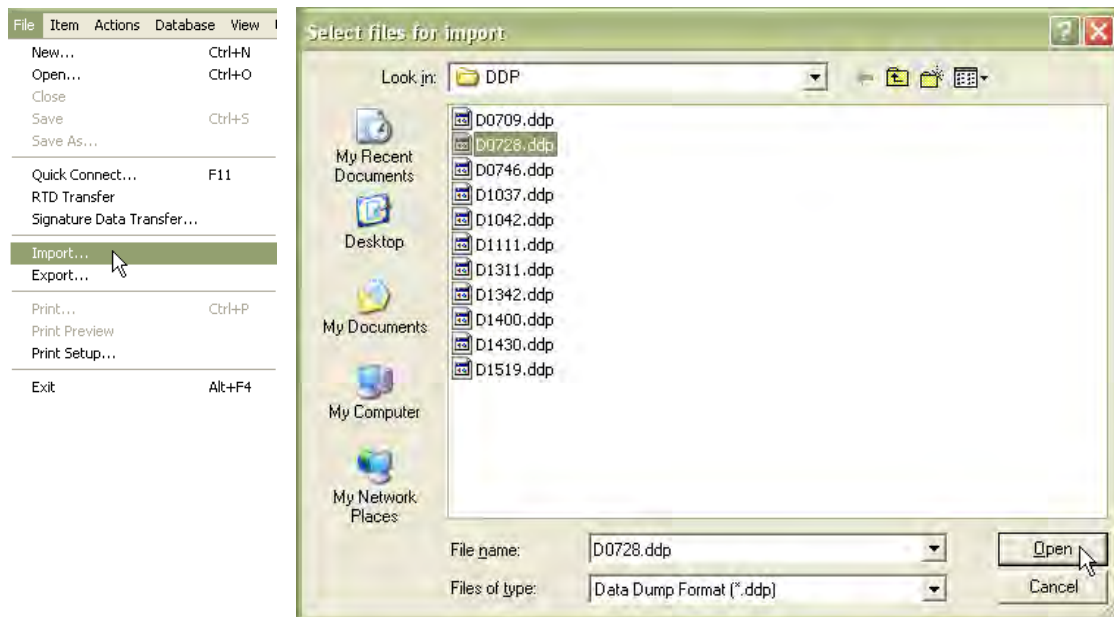 File Item Actions Database View
New... Ctrl+N
Open... Ctrl+O
Close
Save Ctrl+S
Save As...
Quick Connect... F11
RTD Transfer
Signature Data Transfer...
Import...
Export...
Print... Ctrl+P
Print Preview
Print Setup...
Exit Alt+F4
Select files for import
Look in: DDP
My Recent
Documents
Desktop
My Documents
My Computer
My Network
Places
D0709.ddp
D0728.ddp
D0746.ddp
D1037.ddp
D1042.ddp
D1111.ddp
D1311.ddp
D1342.ddp
D1400.ddp
D1430.ddp
D1519.ddp
File name: D0728.ddp Open
Files of type: Data Dump Format (*.ddp) Cancel